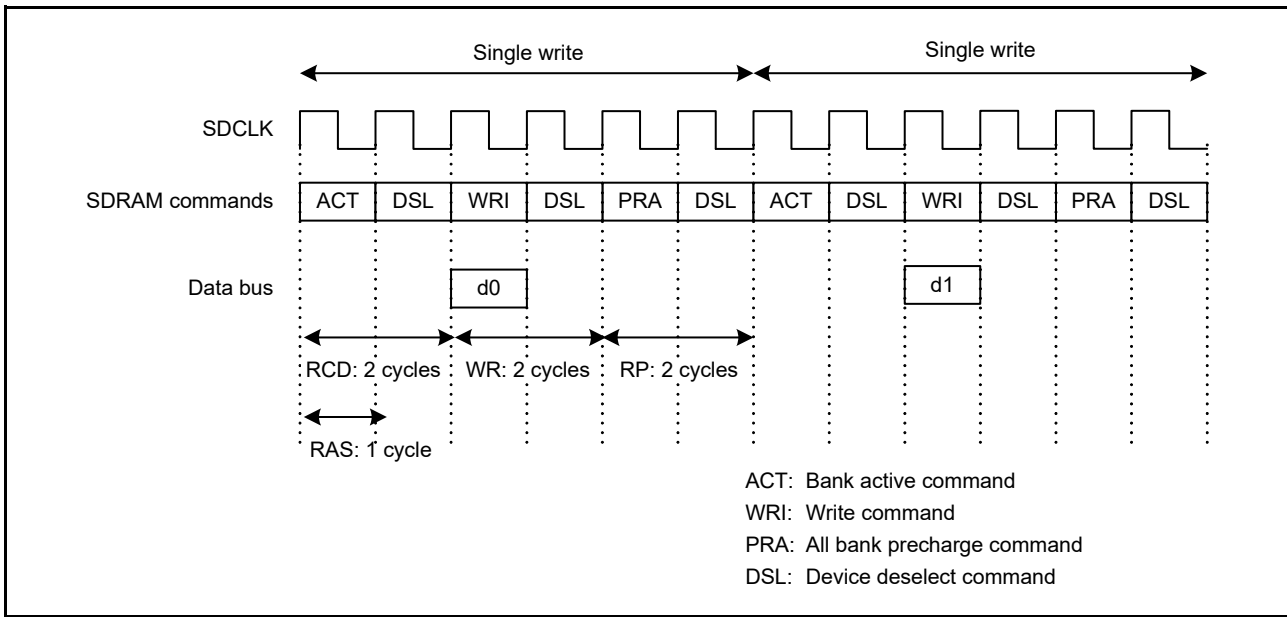 Single write Single write
SDCLK
SDRAM commands ACT DSL WRI DSL PRA DSL ACT DSL WRI DSL PRA DSL
Data bus d0 d1
RCD: 2 cycles WR: 2 cycles RP: 2 cycles
RAS: 1 cycle
ACT: Bank active command
WRI: Write command
PRA: All bank precharge command
DSL: Device deselect command